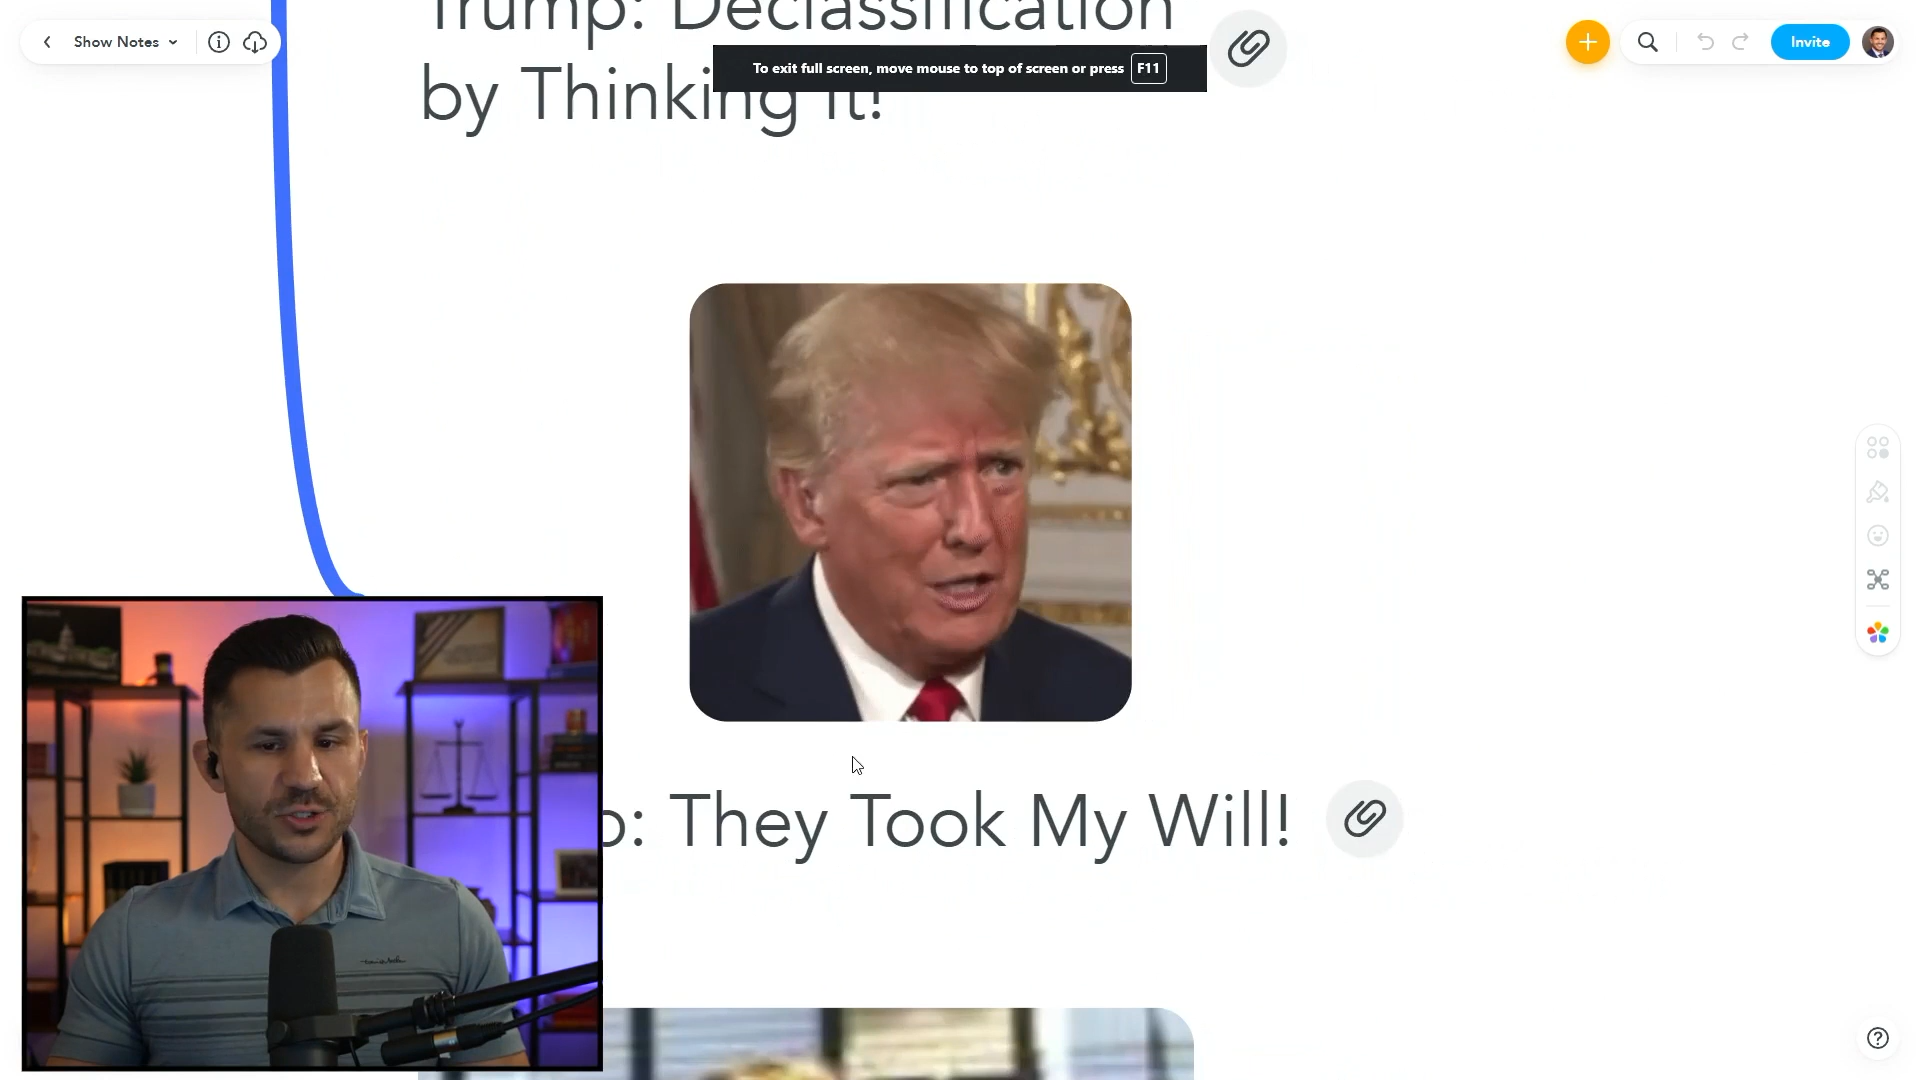 Trump: Declassification
by Thinking It!
Show Notes
To exit full screen, move mouse to top of screen or press F11
Invite
o: They Took My Will!